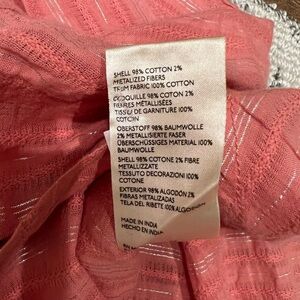 SHELL 98% COTTON 2%
METALIZED FIBERS
TRIM FABRIC 100% COTTON
COQUILLE 98% COTON 2%
FIBRES MÉTALLISÉES
TISSU DE GARNITURE 100%
COTON
OBERSTOFF 98% BAUMWOLLE
2% METALLISIERTE FASER
ÜBERSCHÜSSIGES MATERIAL 100%
BAUMWOLLE
SHELL 98% COTONE 2% FIBRE
METALLIZZATE
TESSUTO DECORAZIONI 100%
COTONE
EXTERIOR 98% ALGODÓN 2%
FIBRAS METALIZADAS
TELA DEL RIBETE 100% ALGODÓN
MADE IN INDIA
HECHO EN INDIA